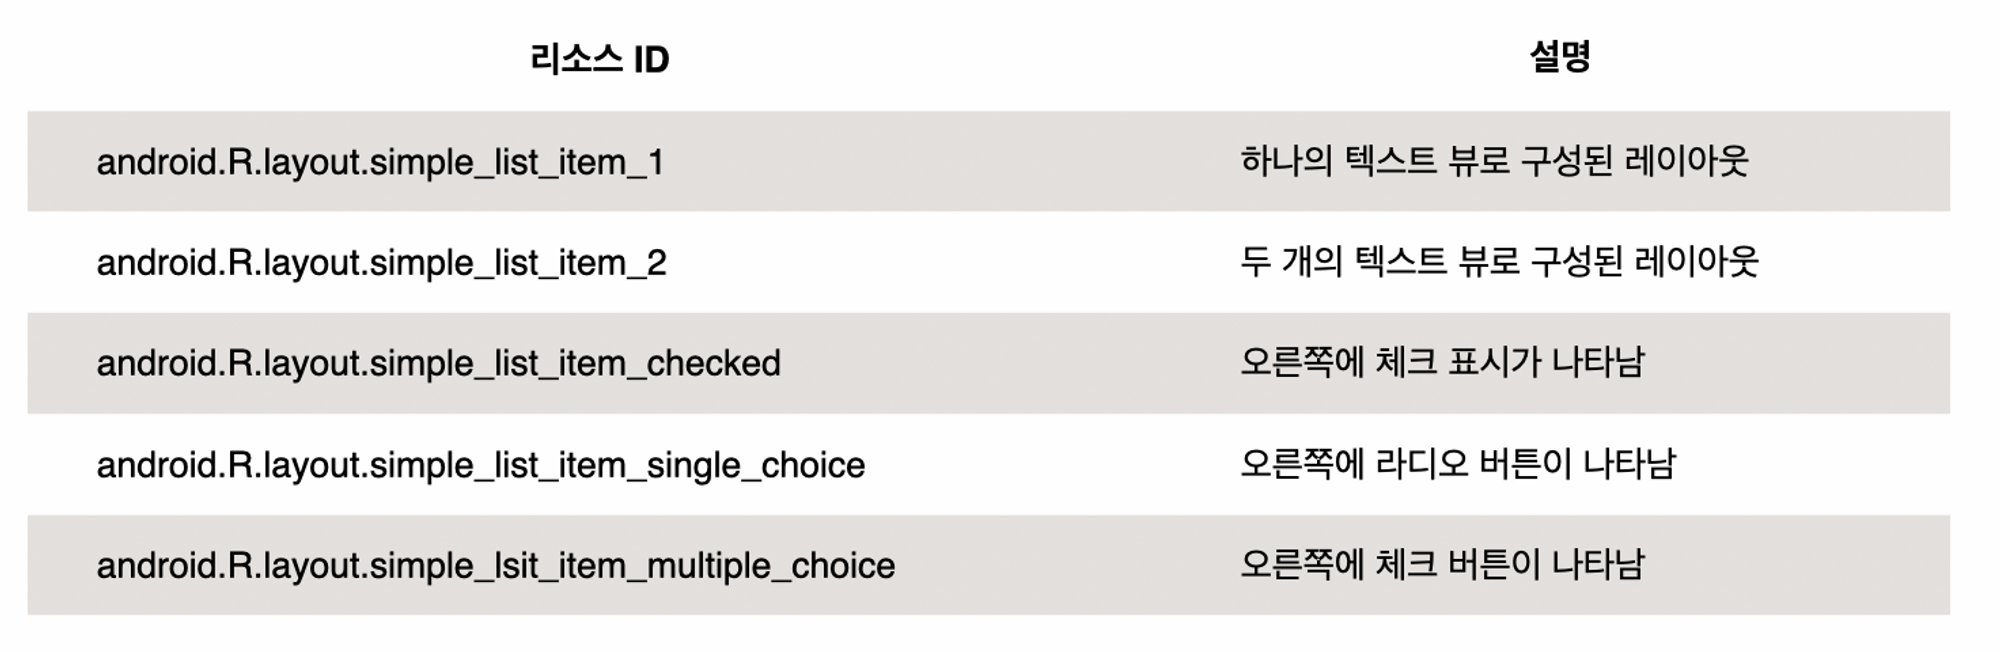 리소스 ID 설명
android.R.layout.simple_list_item_1 하나의 텍스트 뷰로 구성된 레이아웃
android.R.layout.simple_list_item_2 두 개의 텍스트 뷰로 구성된 레이아웃
android.R.layout.simple_list_item_checked 오른쪽에 체크 표시가 나타남
android.R.layout.simple_list_item_single_choice 오른쪽에 라디오 버튼이 나타남
android.R.layout.simple_lsit_item_multiple_choice 오른쪽에 체크 버튼이 나타남